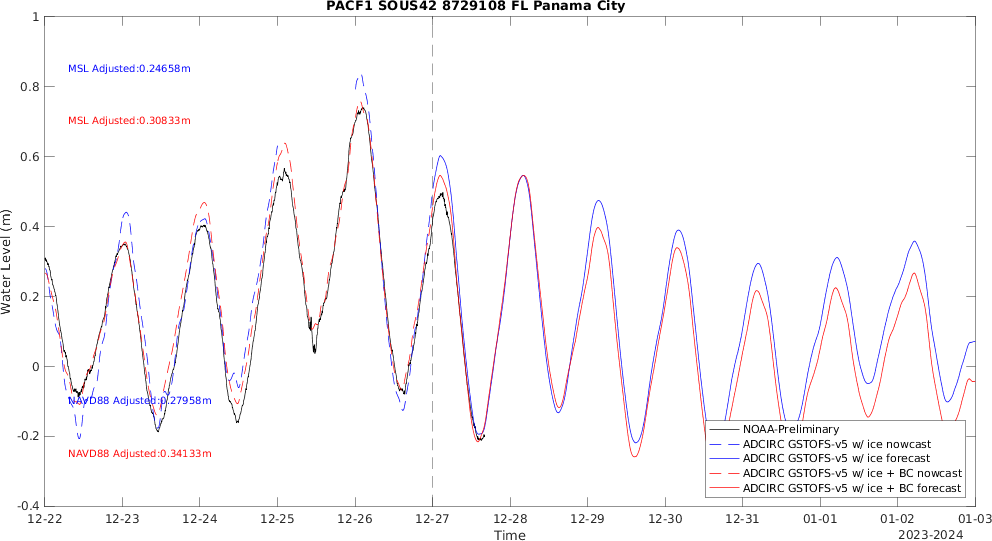 PACF1 SOUS42 8729108 FL Panama City
1
0.8
0.6
0.4
0.2
0
-0.2
-0.4
Water Level (m)
MSL Adjusted:0.24658m
MSL Adjusted:0.30833m
NAVD88 Adjusted:0.27958m
NAVD88 Adjusted:0.34133m
NOAA-Preliminary
ADCIRC GSTOFS-v5 w/ ice nowcast
ADCIRC GSTOFS-v5 w/ ice forecast
ADCIRC GSTOFS-v5 w/ ice + BC nowcast
ADCIRC GSTOFS-v5 w/ ice + BC forecast
12-22 12-23 12-24 12-25 12-26 12-27 12-28 12-29 12-30 12-31 01-01 01-02 01-03
Time
2023-2024